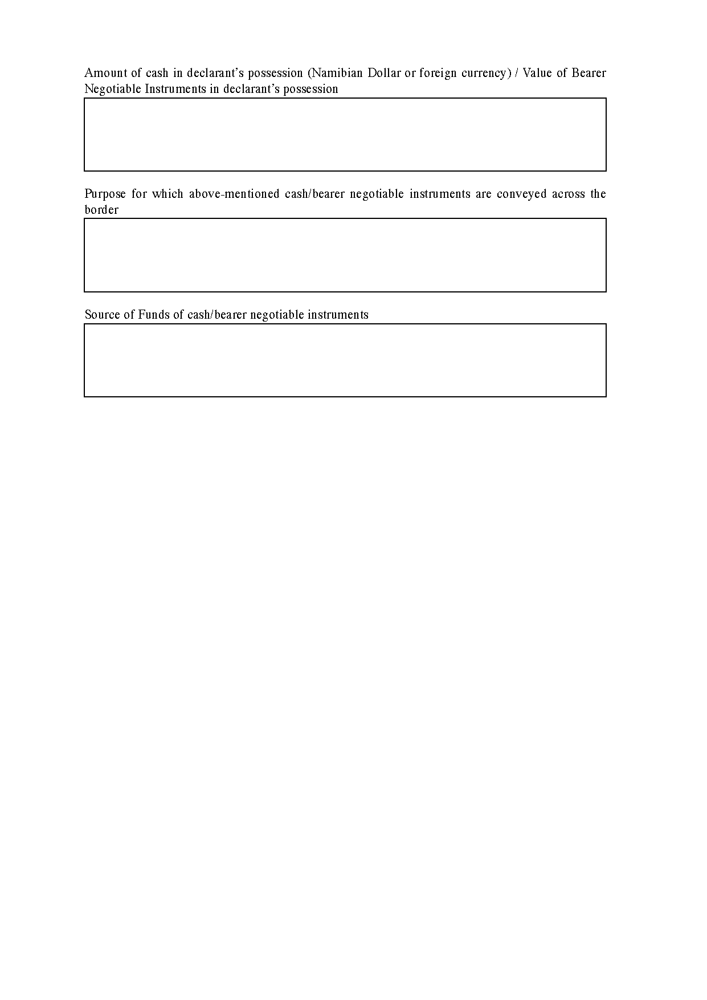 Amount of cash in declarant’s possession (Namibian Dollar or foreign currency) / Value of Bearer
Negotiable Instruments in declarant’s possession
Purpose for which above-mentioned cash/bearer negotiable instruments are conveyed across the
border
Source of Funds of cash/bearer negotiable instruments